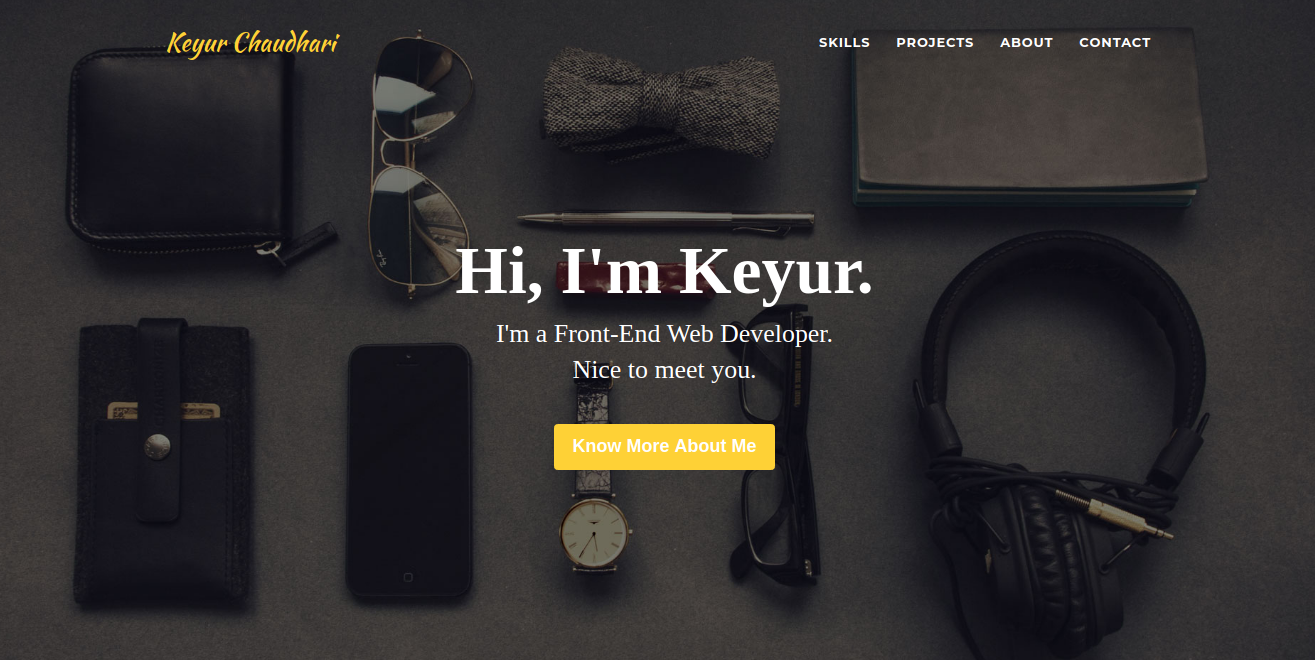 Keyur Chaudhari
SKILLS PROJECTS ABOUT CONTACT
Hi, I'm Keyur.
I'm a Front-End Web Developer.
Nice to meet you.
Know More About Me